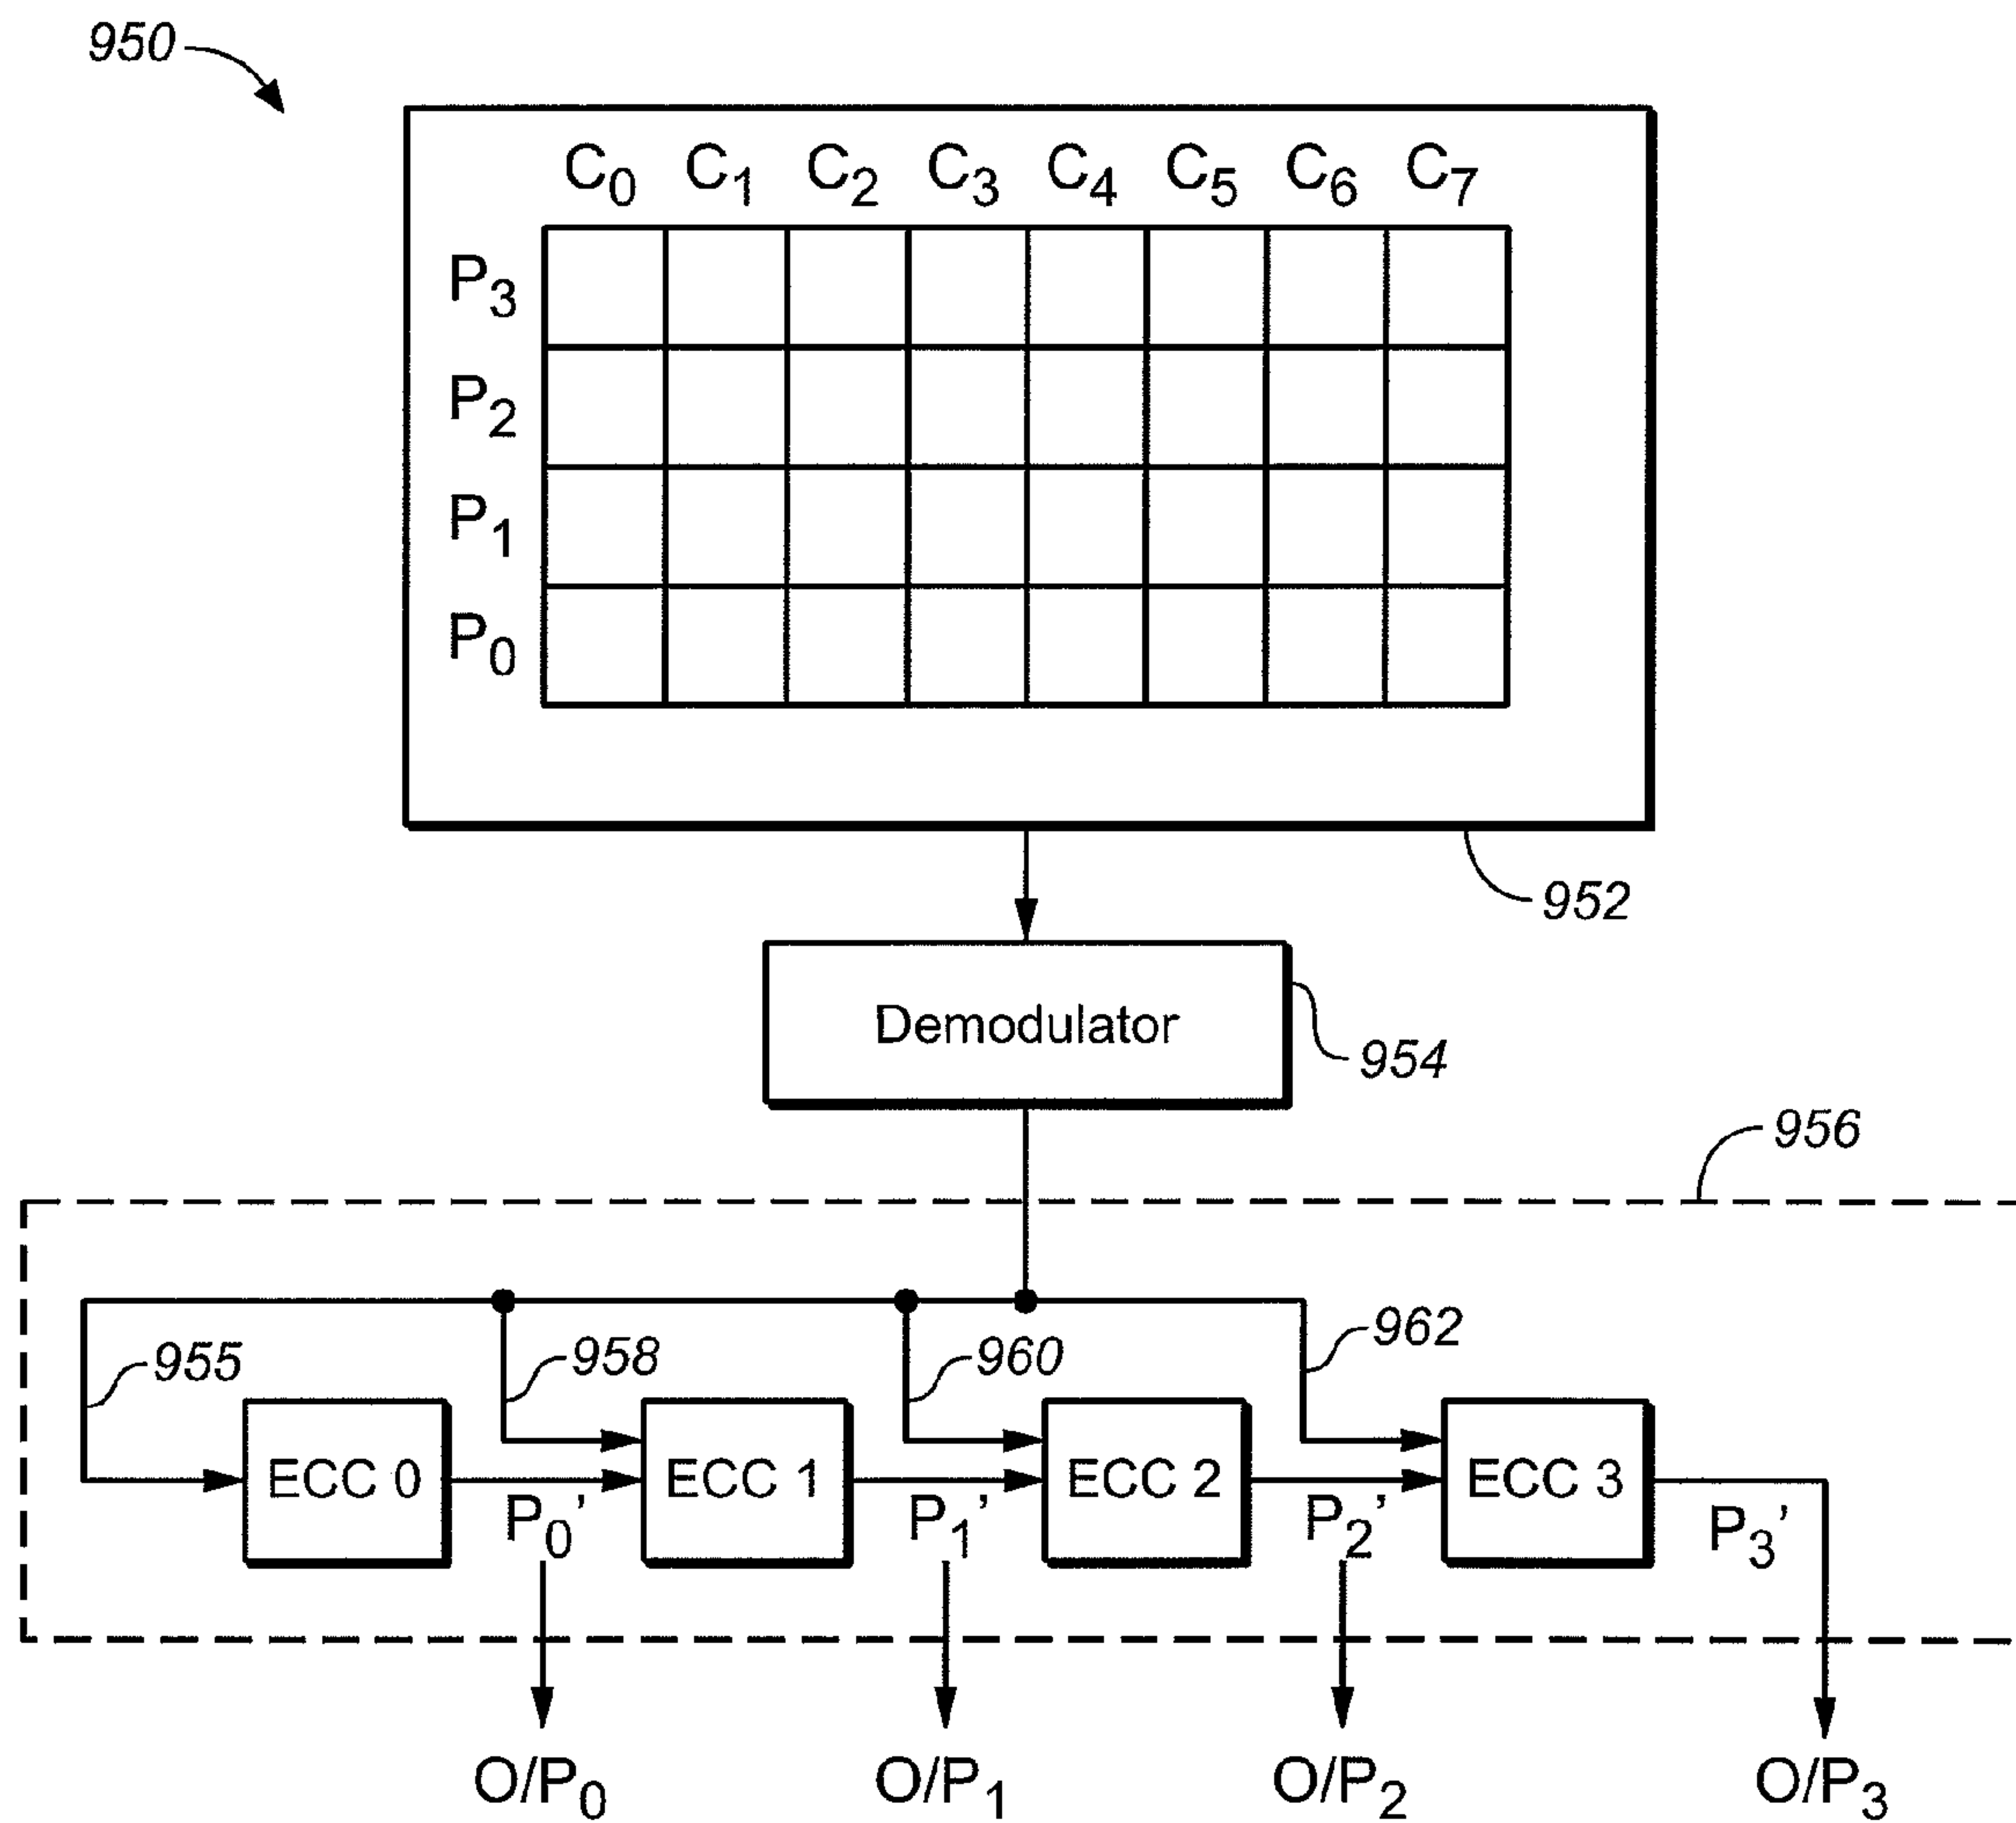 950
C0 C1 C2 C3 C4 C5 C6 C7
P3
P2
P1
P0
952
Demodulator
954
956
955
958
960
962
ECC 0
ECC 1
ECC 2
ECC 3
P0’
P1’
P2’
P3’
O/P0
O/P1
O/P2
O/P3